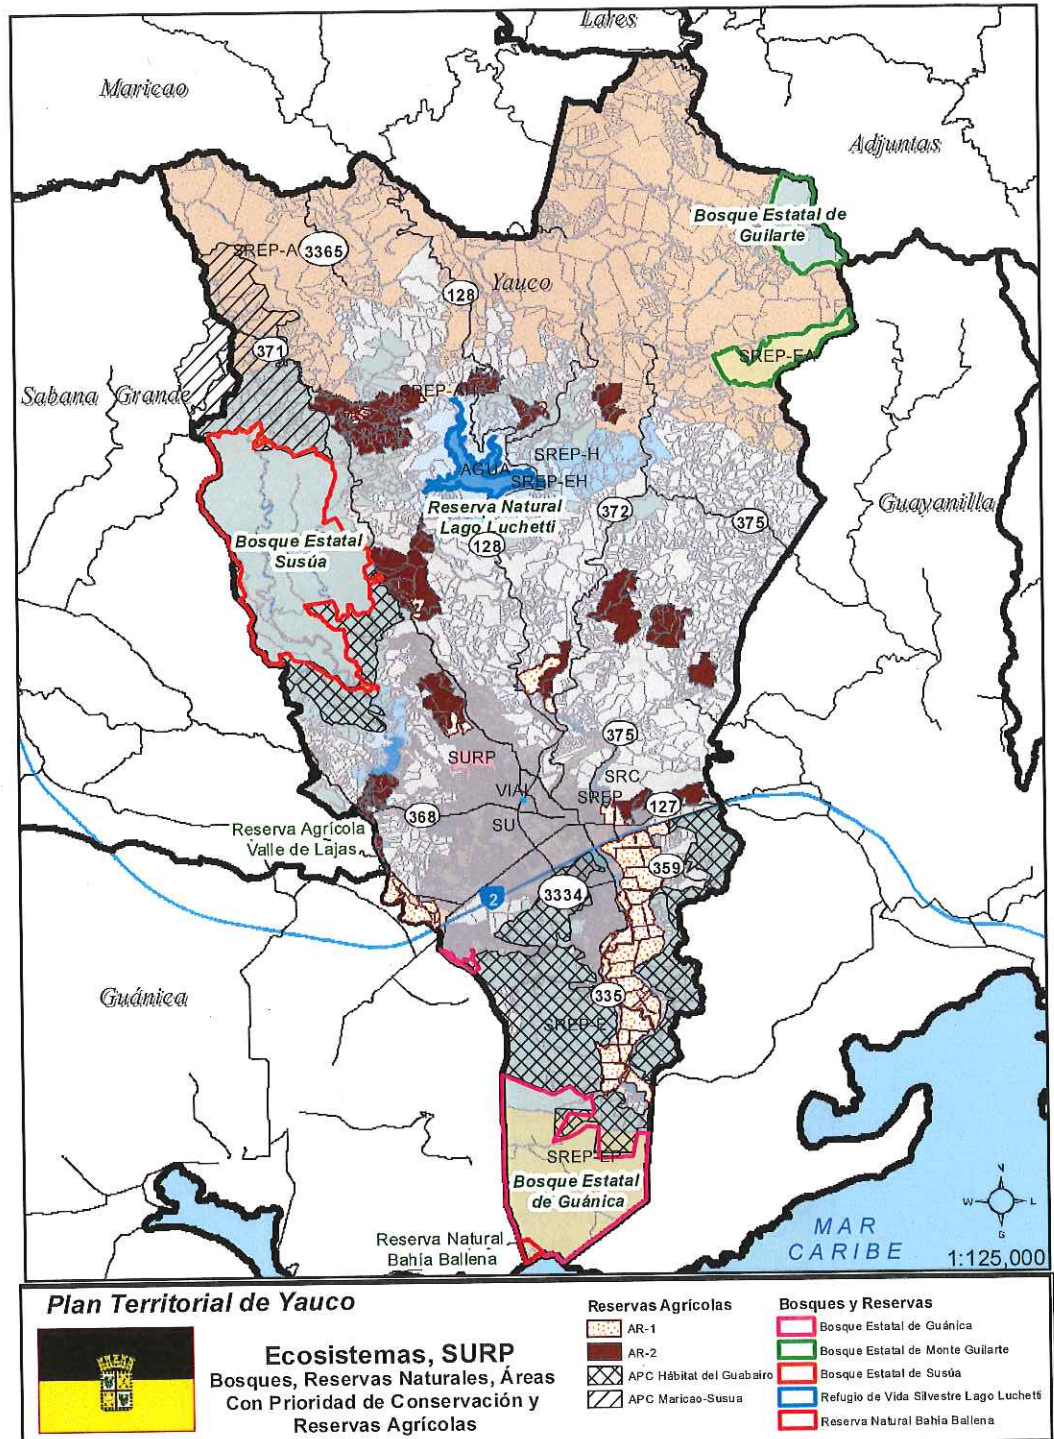 Lares
Maricao
Adjuntas
Bosque Estatal de
Guilarte
SREP-A
3365
Yauco
128
371
SREP-EA
Sabana Grande
SREP-AH
SREP-H
AGUA
SREP-EH
Reserva Natural
Lago Luchetti
372
375
Guayanilla
Bosque Estatal
Susúa
128
375
SURP
SRC
VIAL
SREP
127
368
SU
Reserva Agrícola
Valle de Lajas
359
3334
2
Guánica
335
SREP-E
SREP-EP
Bosque Estatal
de Guánica
Reserva Natural
Bahía Ballena
MAR
CARIBE
N
W
L
G
1:125,000
Plan Territorial de Yauco
Ecosistemas, SURP
Bosques, Reservas Naturales, Áreas
Con Prioridad de Conservación y
Reservas Agrícolas
Reservas Agrícolas
AR-1
AR-2
APC Hábitat del Guabairo
APC Maricao-Susua
Bosques y Reservas
Bosque Estatal de Guánica
Bosque Estatal de Monte Guilarte
Bosque Estatal de Susúa
Refugio de Vida Silvestre Lago Luchetti
Reserva Natural Bahía Ballena